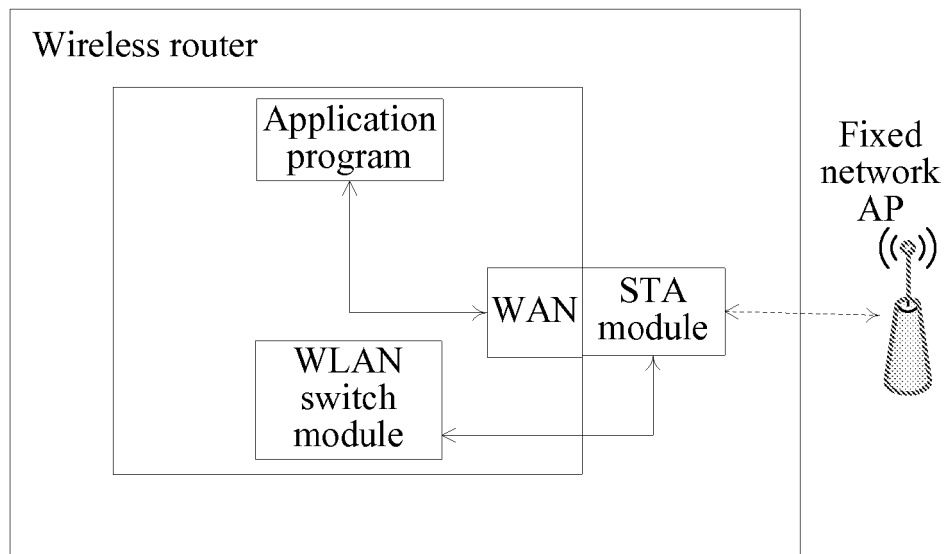 Wireless router
Application
program
Fixed
network
AP
WAN
STA
module
WLAN
switch
module